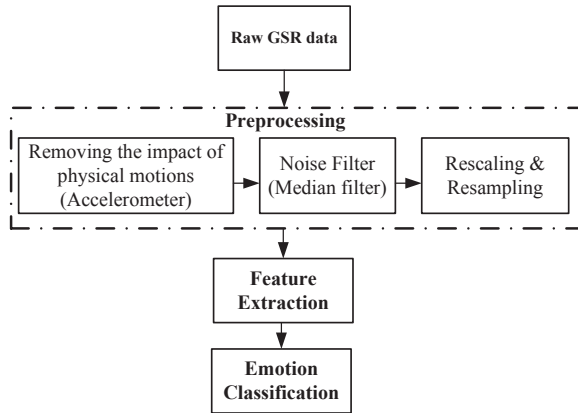 Raw GSR data
Preprocessing
Removing the impact of
physical motions
(Accelerometer)
Noise Filter
(Median filter)
Rescaling &
Resampling
Feature
Extraction
Emotion
Classification